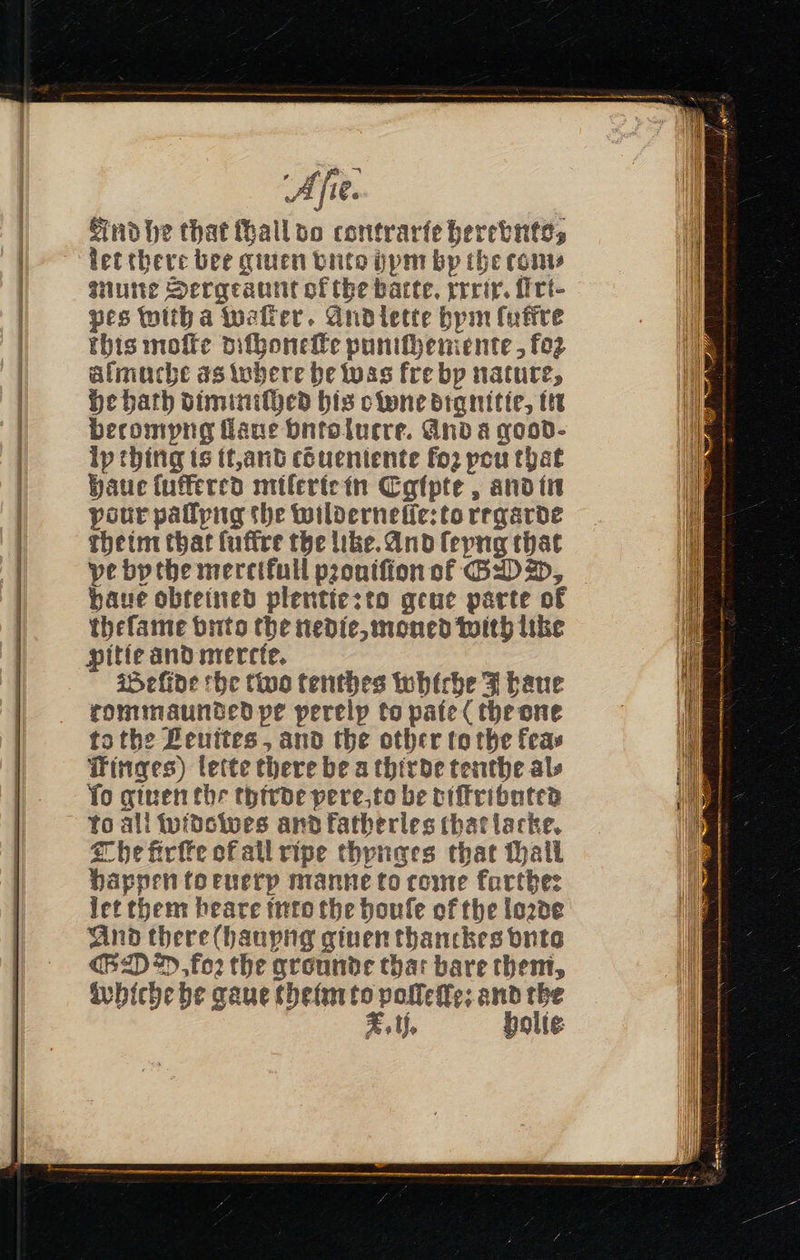 Asie.
And he that shall do contrarie herevnto,
let there bee giuen vnto hym by the com-
mune Sergeaunt of the batte. xxxix. stri-
pes with a waster. And lette hym suffre
this moste dishoneste punishemente, for
asmuche as where he was fre by nature,
he hath diminished his owne dignitie, in
becomyng slaue vnto lucre. And a good-
ly thing is it, and cōueniente for you that
haue suffered miserie in Egipte, and in
your passyng the wildernesse: to regarde
theim that suffre the like. And seyng that
ye by the mercifull prouision of GOD,
haue obteined plentie: to geue parte of
thesame vnto the nedie, moued with like
pitie and mercie.
Beside the two tenthes whiche I haue
commaunded ye yerely to paie (the one
to the Leuites, and the other to the fea-
stinges) lette there be a thirde tenthe al-
so giuen the thirde yere, to be distributed
to all widowes and fatherles that lacke.
The firste of all ripe thynges that shall
happen to euery manne to come furthe:
let them beare into the house of the lorde
And there (hauyng giuen thanckes vnto
GOD, for the grounde that bare them,
whiche he gaue theim to possesse: and the
X.ij. holie